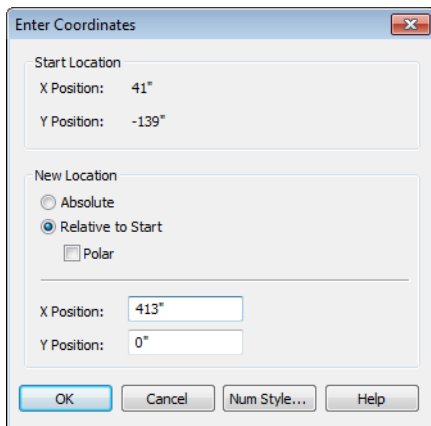 Enter Coordinates
Start Location
X Position: 41"
Y Position: -139"
New Location
Absolute
Relative to Start
Polar
X Position: 413"
Y Position: 0"
OK Cancel Num Style... Help